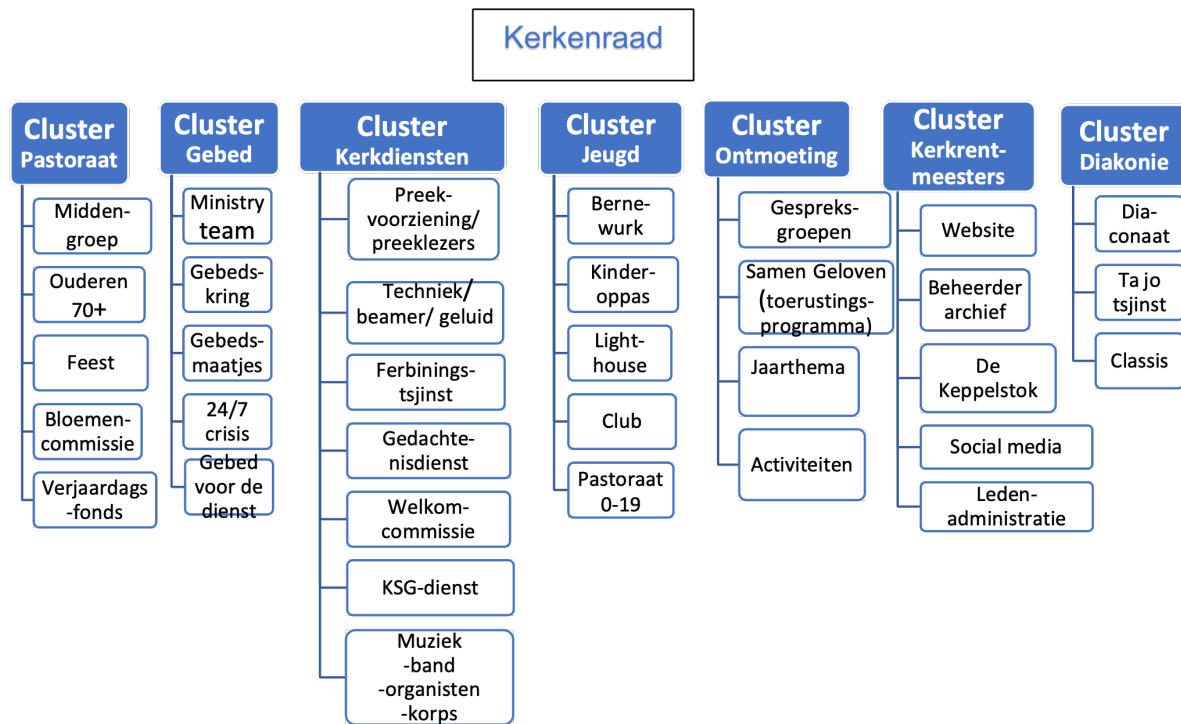 Kerkenraad
Cluster
Pastoraat
Midden-
groep
Ouderen
70+
Feest
Bloemen-
commissie
Verjaardags
-fonds
Cluster
Gebed
Ministry
team
Gebeds-
kring
Gebeds-
maatjes
24/7
crisis
Gebed
voor de
dienst
Cluster
Kerkdiensten
Preek-
voorziening/
preeklezers
Techniek/
beamer/ geluid
Ferbinings-
tsjinst
Gedachte-
nisdienst
Welkom-
commissie
KSG-dienst
Muziek
-band
-organisten
-korps
Cluster
Jeugd
Berne-
wurk
Kinder-
oppas
Light-
house
Club
Pastoraat
0-19
Cluster
Ontmoeting
Gespreks-
groepen
Samen Geloven
(toerustings-
programma)
Jaarthema
Activiteiten
Cluster
Kerkrent-
meesters
Website
Beheerder
archief
De
Keppelstok
Social media
Leden-
administratie
Cluster
Diakonie
Dia-
conaat
Ta jo
tsjinst
Classis